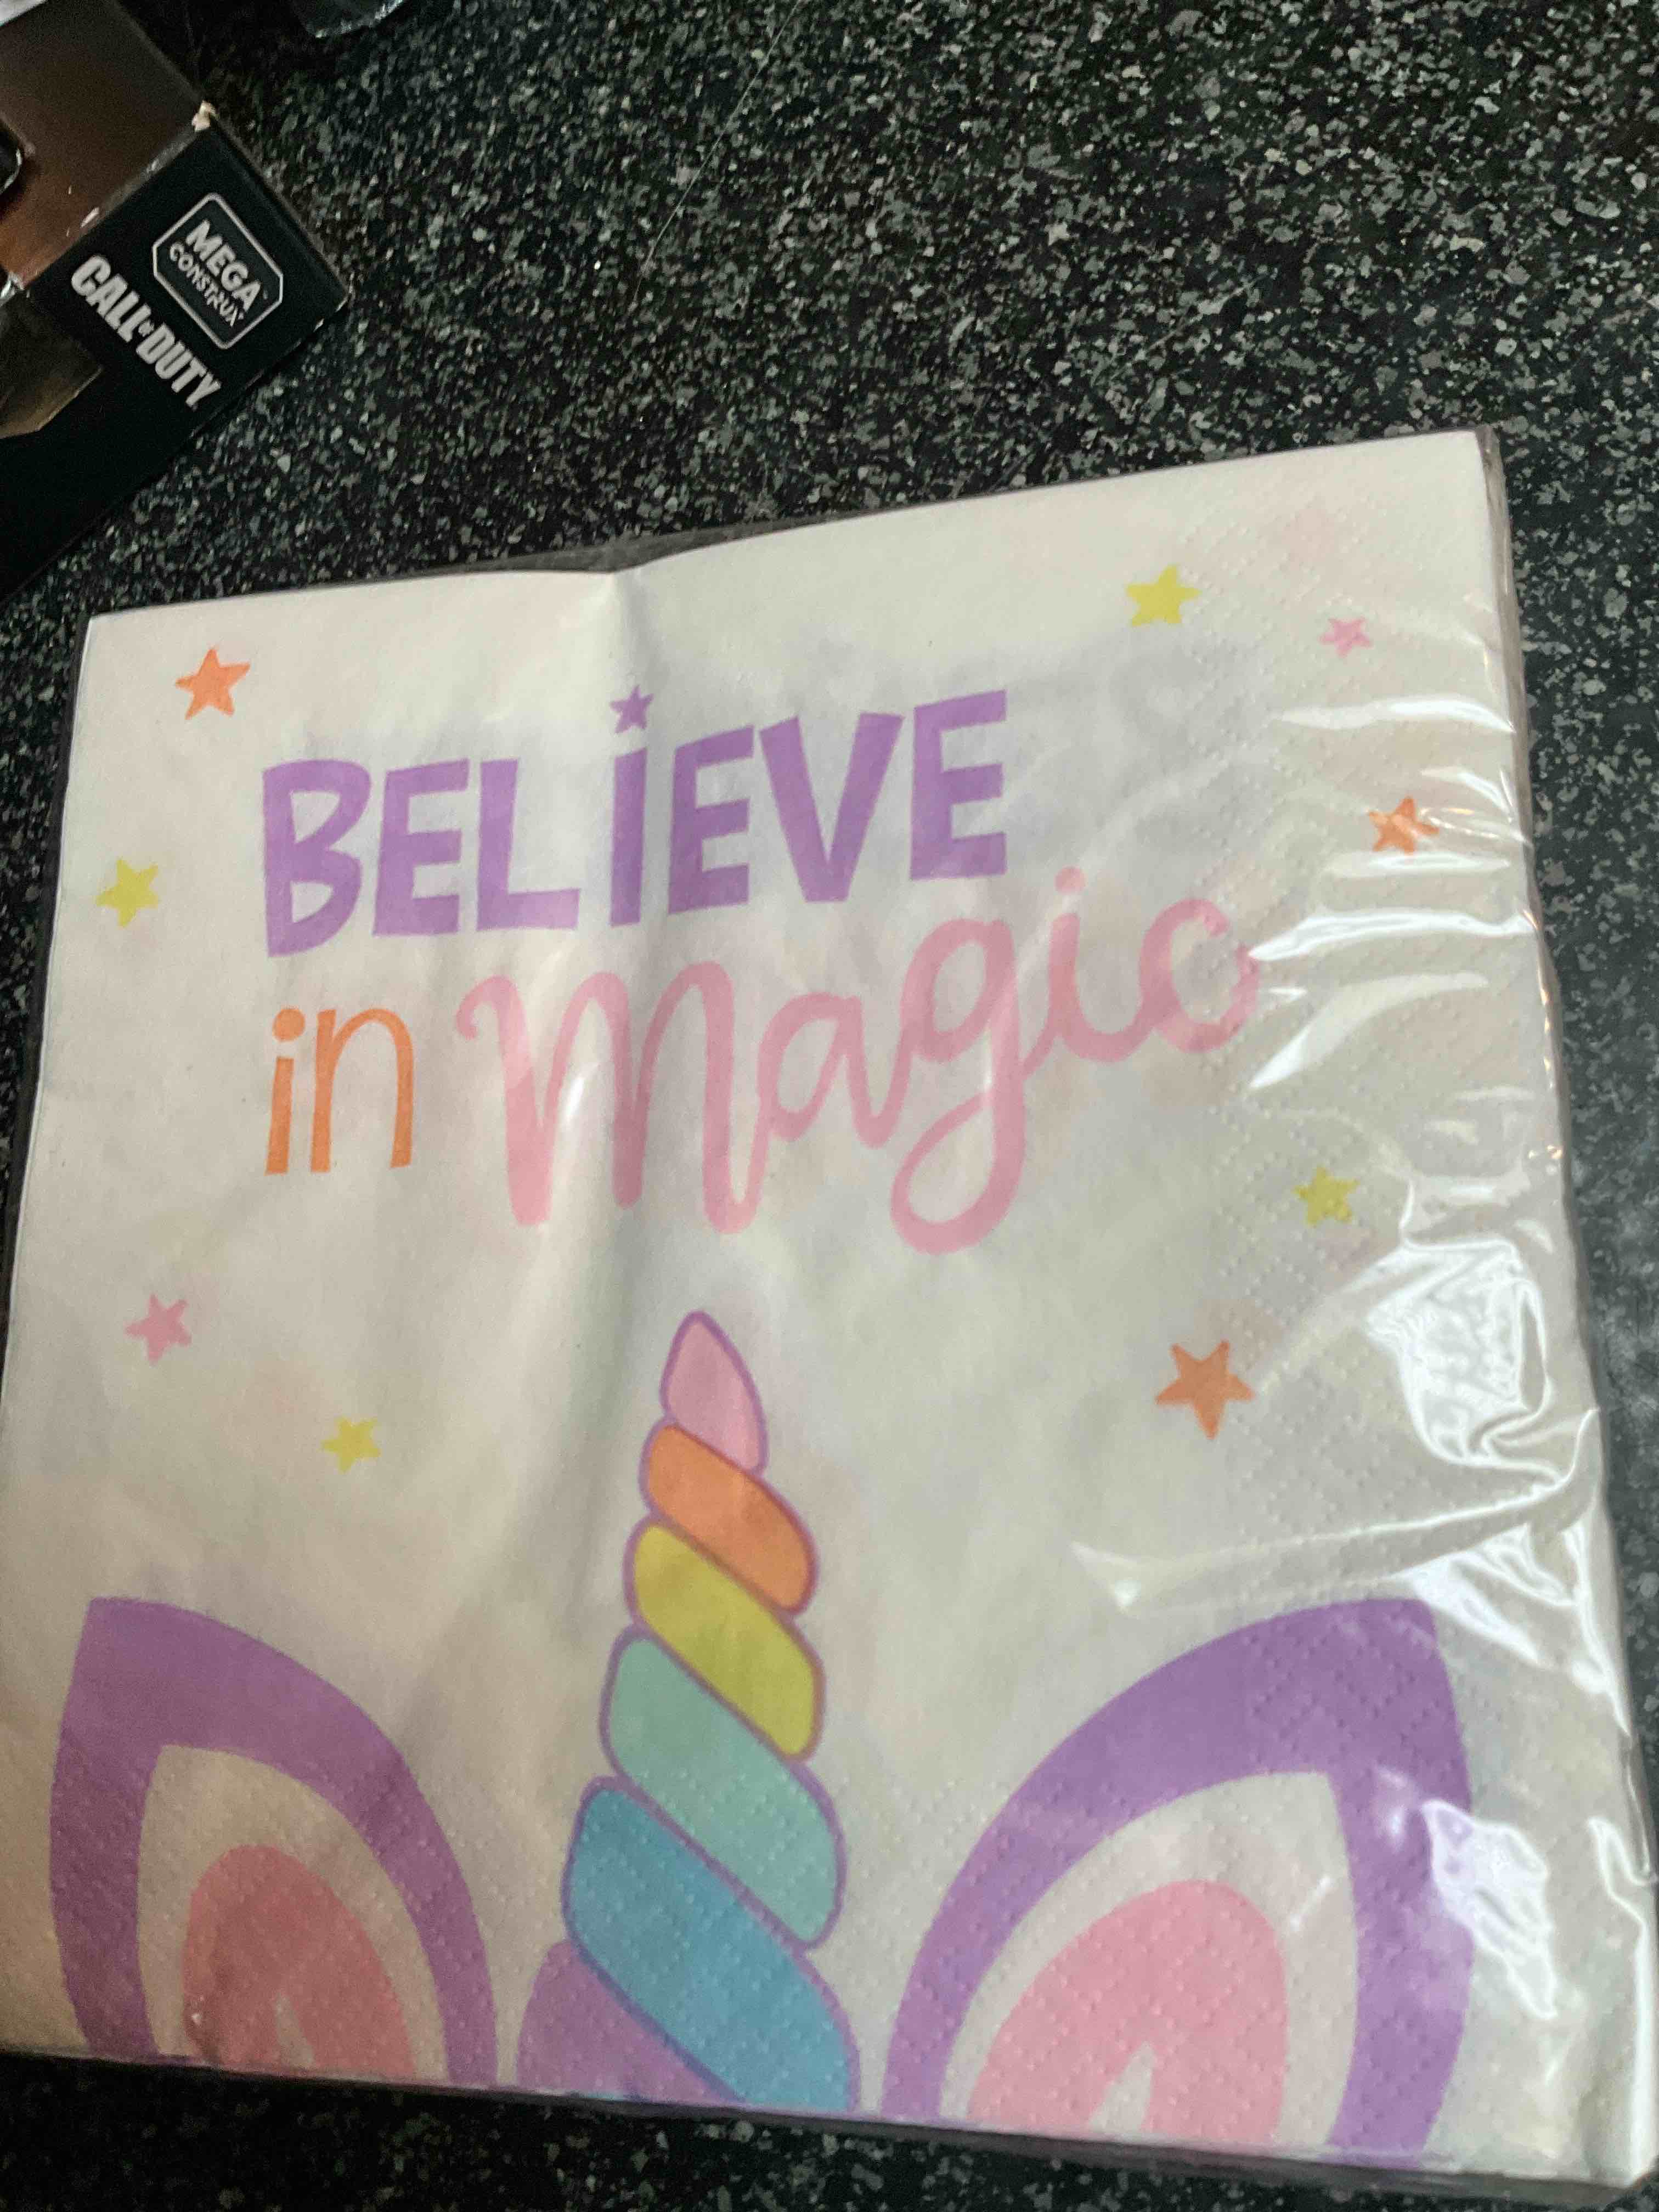 MEGA
CONSTRUX
CALL OF DUTY
BELiEVE
in magic